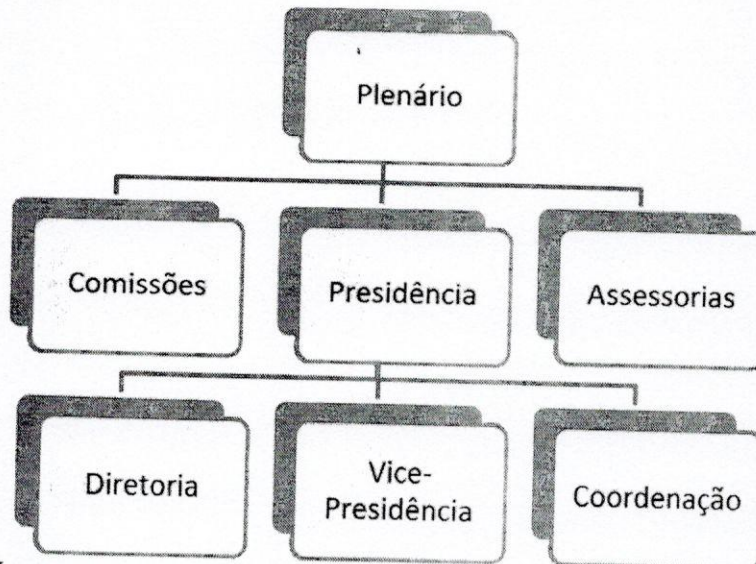 Plenário
Comissões
Presidência
Assessorias
Diretoria
Vice-
Presidência
Coordenação